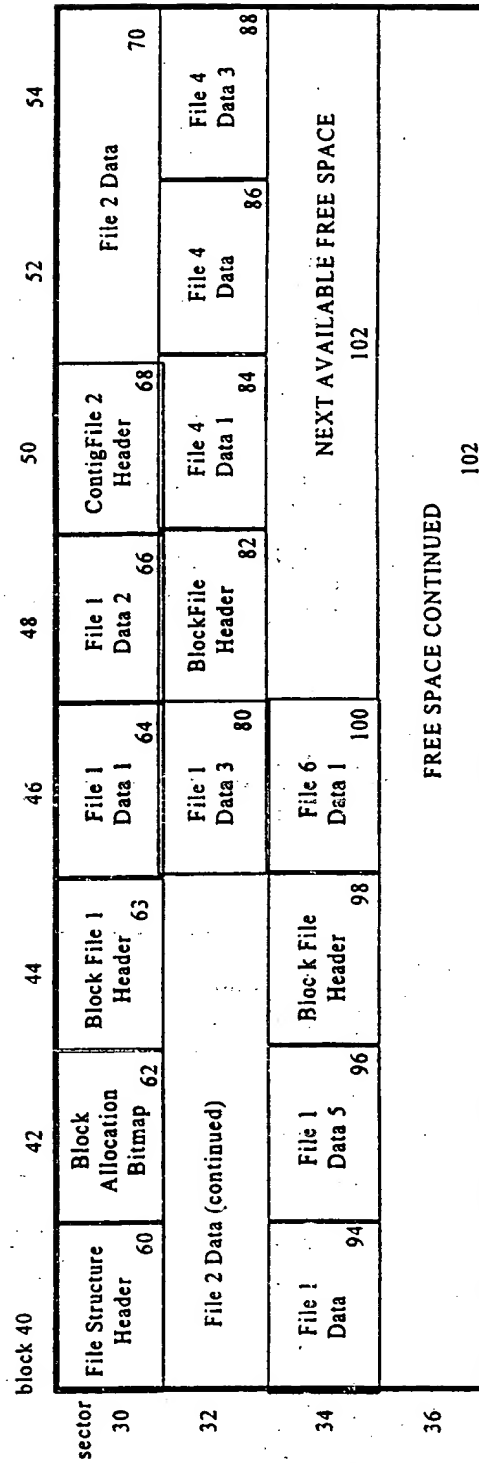 block 40
42
44
46
48
50
52
54
sector
30
File Structure
Header
60
Block
Allocation
Bitmap
62
Block File 1
Header
63
File 1
Data 1
64
File 1
Data 2
66
ContigFile 2
Header
68
File 2 Data
70
32
File 2 Data (continued)
File 1
Data 3
80
BlockFile
Header
82
File 4
Data 1
84
File 4
Data
86
File 4
Data 3
88
34
File 1
Data
94
File 1
Data 5
96
Block File
Header
98
File 6
Data 1
100
NEXT AVAILABLE FREE SPACE
102
36
FREE SPACE CONTINUED
102